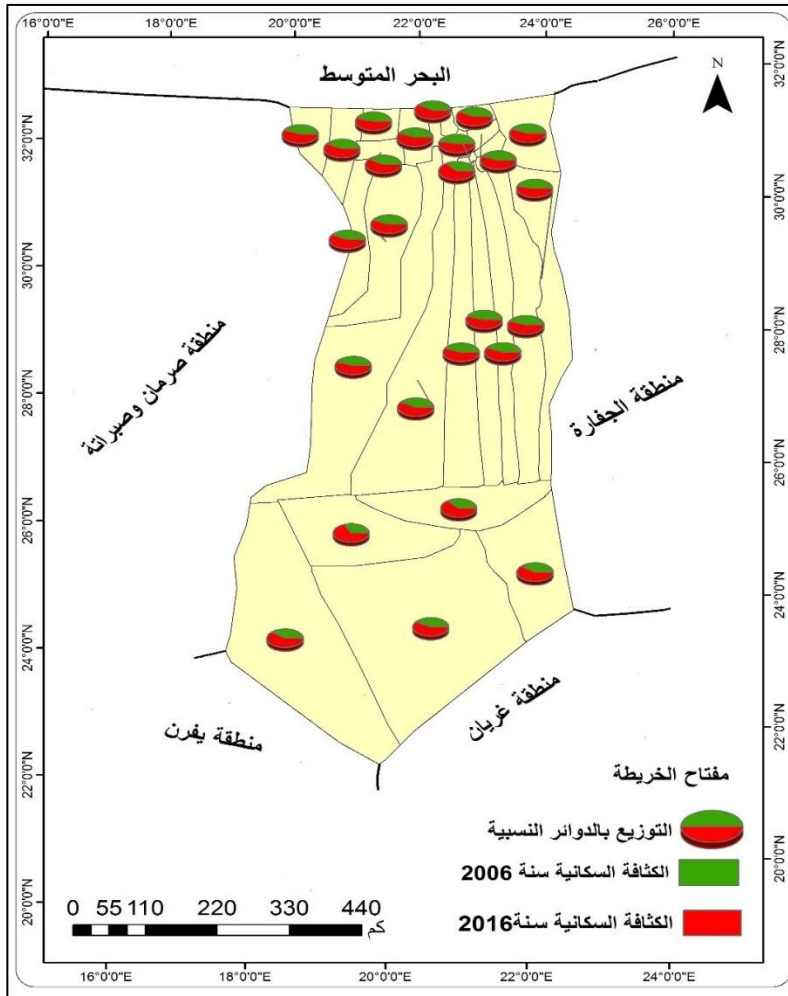 16°0'0"E 18°0'0"E 20°0'0"E 22°0'0"E 24°0'0"E 26°0'0"E
البحر المتوسط
N
32°0'0"N
30°0'0"N
28°0'0"N
26°0'0"N
24°0'0"N
22°0'0"N
20°0'0"N
32°0'0"N
30°0'0"N
28°0'0"N
26°0'0"N
24°0'0"N
22°0'0"N
20°0'0"N
منطقة صرمان وصبراتة
منطقة الجفارة
منطقة غريان
منطقة يفرن
مفتاح الخريطة
التوزيع بالدوائر النسبية
الكثافة السكانية سنة 2006
الكثافة السكانية سنة2016
0 55 110 220 330 440
كم
16°0'0"E 18°0'0"E 20°0'0"E 22°0'0"E 24°0'0"E